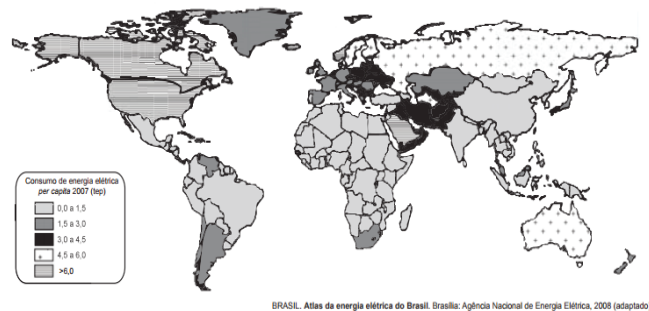 Consumo de energia elétrica
per capita 2007 (tep)
0,0 a 1,5
1,5 a 3,0
3,0 a 4,5
4,5 a 6,0
>6,0
BRASIL. Atlas da energia elétrica do Brasil. Brasília: Agência Nacional de Energia Elétrica, 2008 (adaptado)